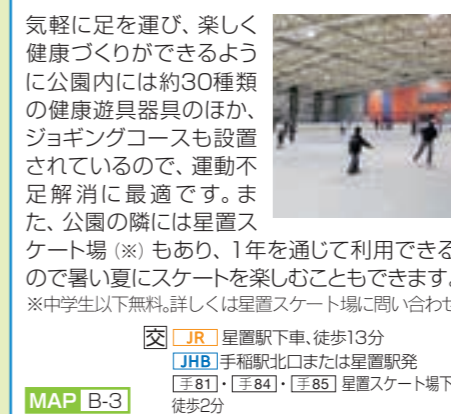 気軽に足を運び、楽しく
健康づくりができるよう
に公園内には約30種類
の健康遊具器具のほか、
ジョギングコースも設置
されているので、運動不
足解消に最適です。ま
た、公園の隣には星置ス
ケート場(※)もあり、1年を通じて利用できる
ので暑い夏にスケートを楽しむこともできます。
※中学生以下無料。詳しくは星置スケート場に問い合わせ
交 JR 星置駅下車、徒歩13分
JHB 手稲駅北口または星置駅発
手81・手84・手85 星置スケート場下
徒歩2分
MAP B-3